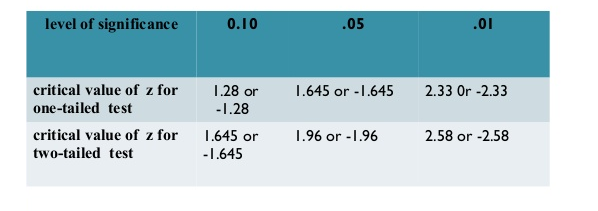 level of significance 0.10 .05 .01
critical value of z for 1.28 or 1.645 or -1.645 2.33 0r -2.33
one-tailed test -1.28
critical value of z for 1.645 or 1.96 or -1.96 2.58 or -2.58
two-tailed test -1.645